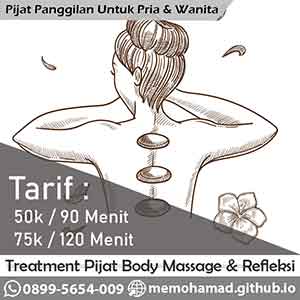 Pijat Panggilan Untuk Pria & Wanita
Tarif :
50k / 90 Menit
75k / 120 Menit
Treatment Pijat Body Massage & Refleksi
0899-5654-009 memohamad.github.io